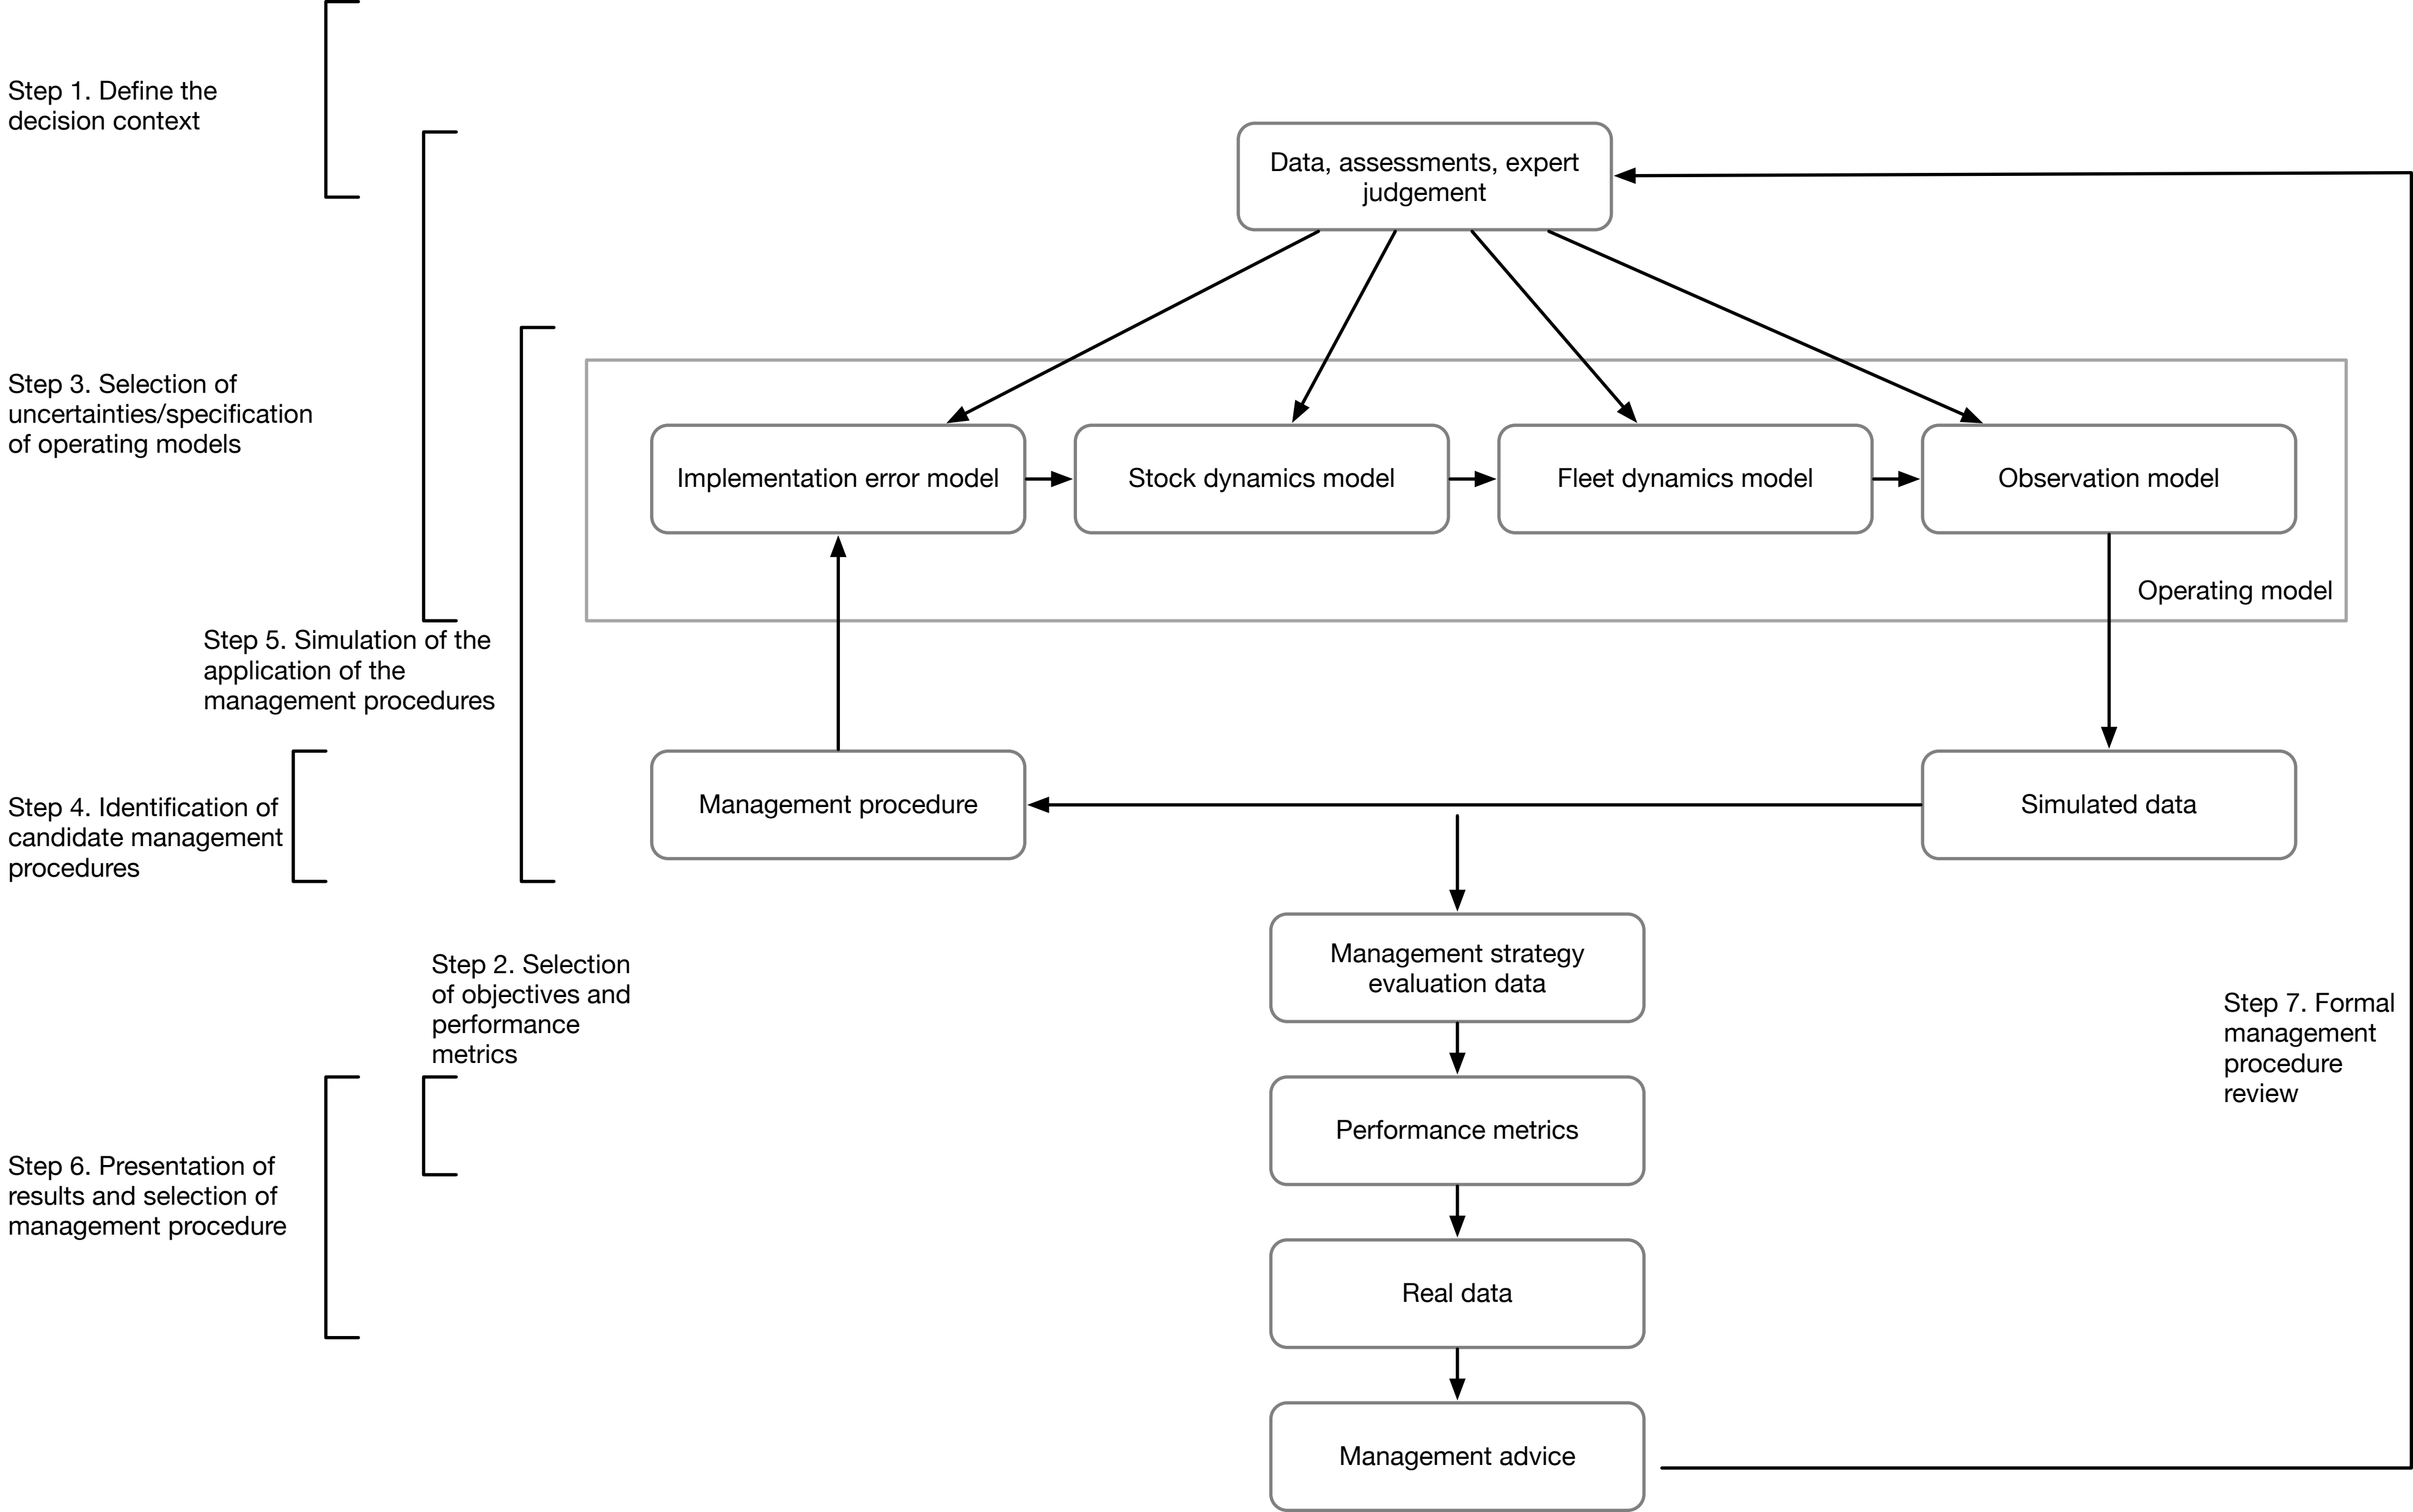 Step 1. Define the
decision context
Data, assessments, expert
judgement
Step 3. Selection of
uncertainties/specification
of operating models
Implementation error model
Stock dynamics model
Fleet dynamics model
Observation model
Operating model
Step 5. Simulation of the
application of the
management procedures
Step 4. Identification of
candidate management
procedures
Management procedure
Simulated data
Step 2. Selection
of objectives and
performance
metrics
Management strategy
evaluation data
Step 7. Formal
management
procedure
review
Performance metrics
Step 6. Presentation of
results and selection of
management procedure
Real data
Management advice